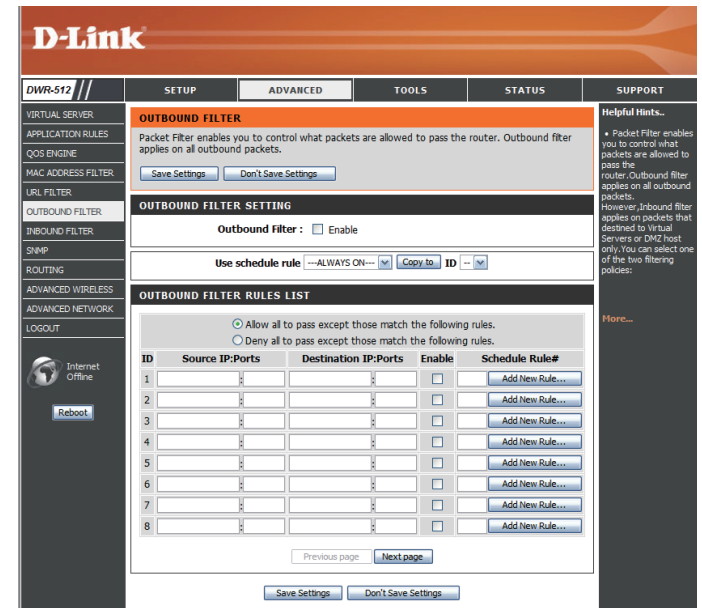 D-Link
DWR-512
SETUP
ADVANCED
TOOLS
STATUS
SUPPORT
VIRTUAL SERVER
APPLICATION RULES
QOS ENGINE
MAC ADDRESS FILTER
URL FILTER
OUTBOUND FILTER
INBOUND FILTER
SNMP
ROUTING
ADVANCED WIRELESS
ADVANCED NETWORK
LOGOUT
Internet
Offline
Reboot
OUTBOUND FILTER
Packet Filter enables you to control what packets are allowed to pass the router. Outbound filter
applies on all outbound packets.
Save Settings Don't Save Settings
OUTBOUND FILTER SETTING
Outbound Filter : Enable
Use schedule rule ---ALWAYS ON--- Copy to ID --
OUTBOUND FILTER RULES LIST
Allow all to pass except those match the following rules.
Deny all to pass except those match the following rules.
ID Source IP:Ports Destination IP:Ports Enable Schedule Rule#
1 : : Add New Rule...
2 : : Add New Rule...
3 : : Add New Rule...
4 : : Add New Rule...
5 : : Add New Rule...
6 : : Add New Rule...
7 : : Add New Rule...
8 : : Add New Rule...
Previous page Next page
Save Settings Don't Save Settings
Helpful Hints..
• Packet Filter enables
you to control what
packets are allowed to
pass the
router.Outbound filter
applies on all outbound
packets.
However,Inbound filter
applies on packets that
destined to Virtual
Servers or DMZ host
only.You can select one
of the two filtering
policies:
More...